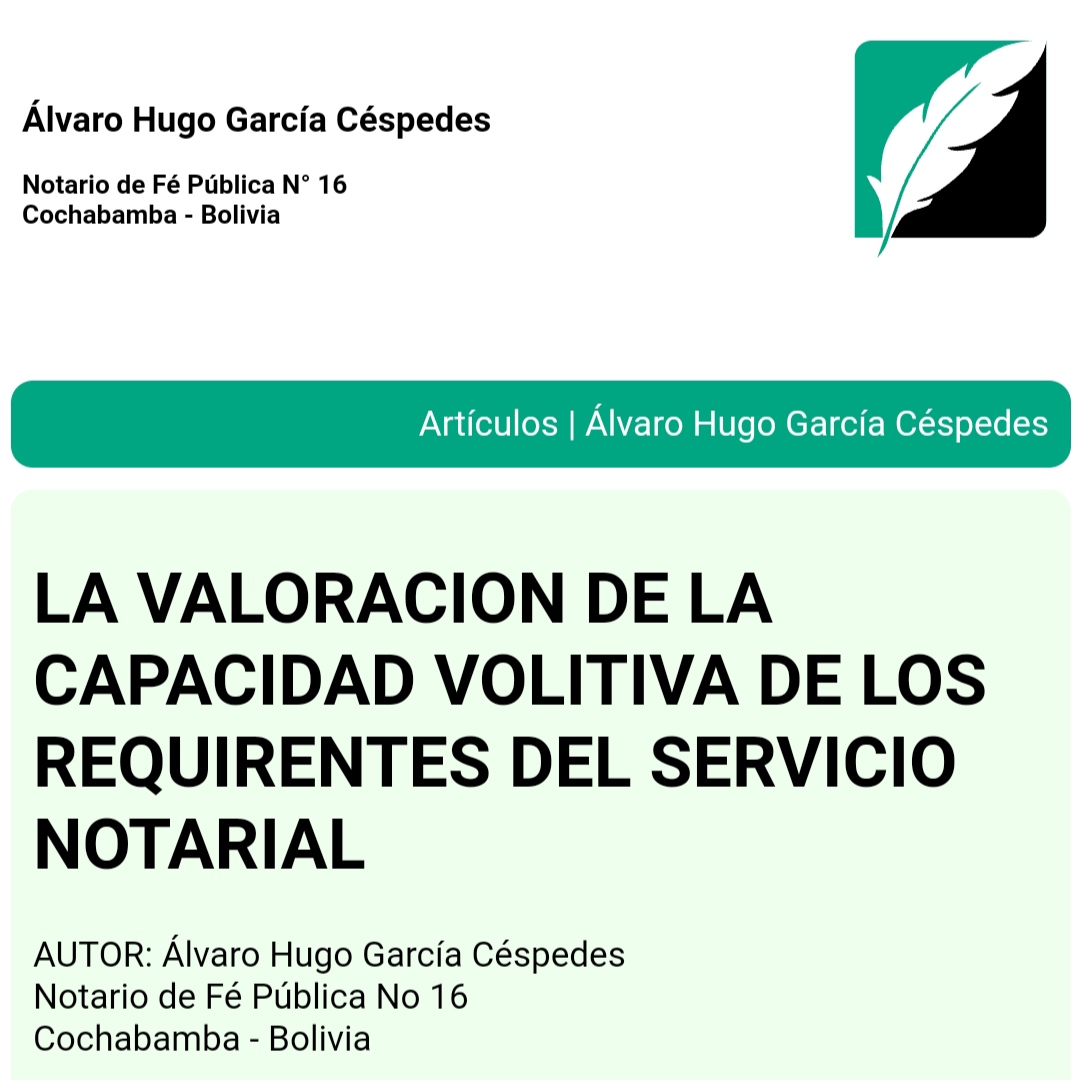 Álvaro Hugo García Céspedes
Notario de Fé Pública N° 16
Cochabamba - Bolivia
Artículos | Álvaro Hugo García Céspedes
LA VALORACION DE LA
CAPACIDAD VOLITIVA DE LOS
REQUIRENTES DEL SERVICIO
NOTARIAL
AUTOR: Álvaro Hugo García Céspedes
Notario de Fé Pública No 16
Cochabamba - Bolivia